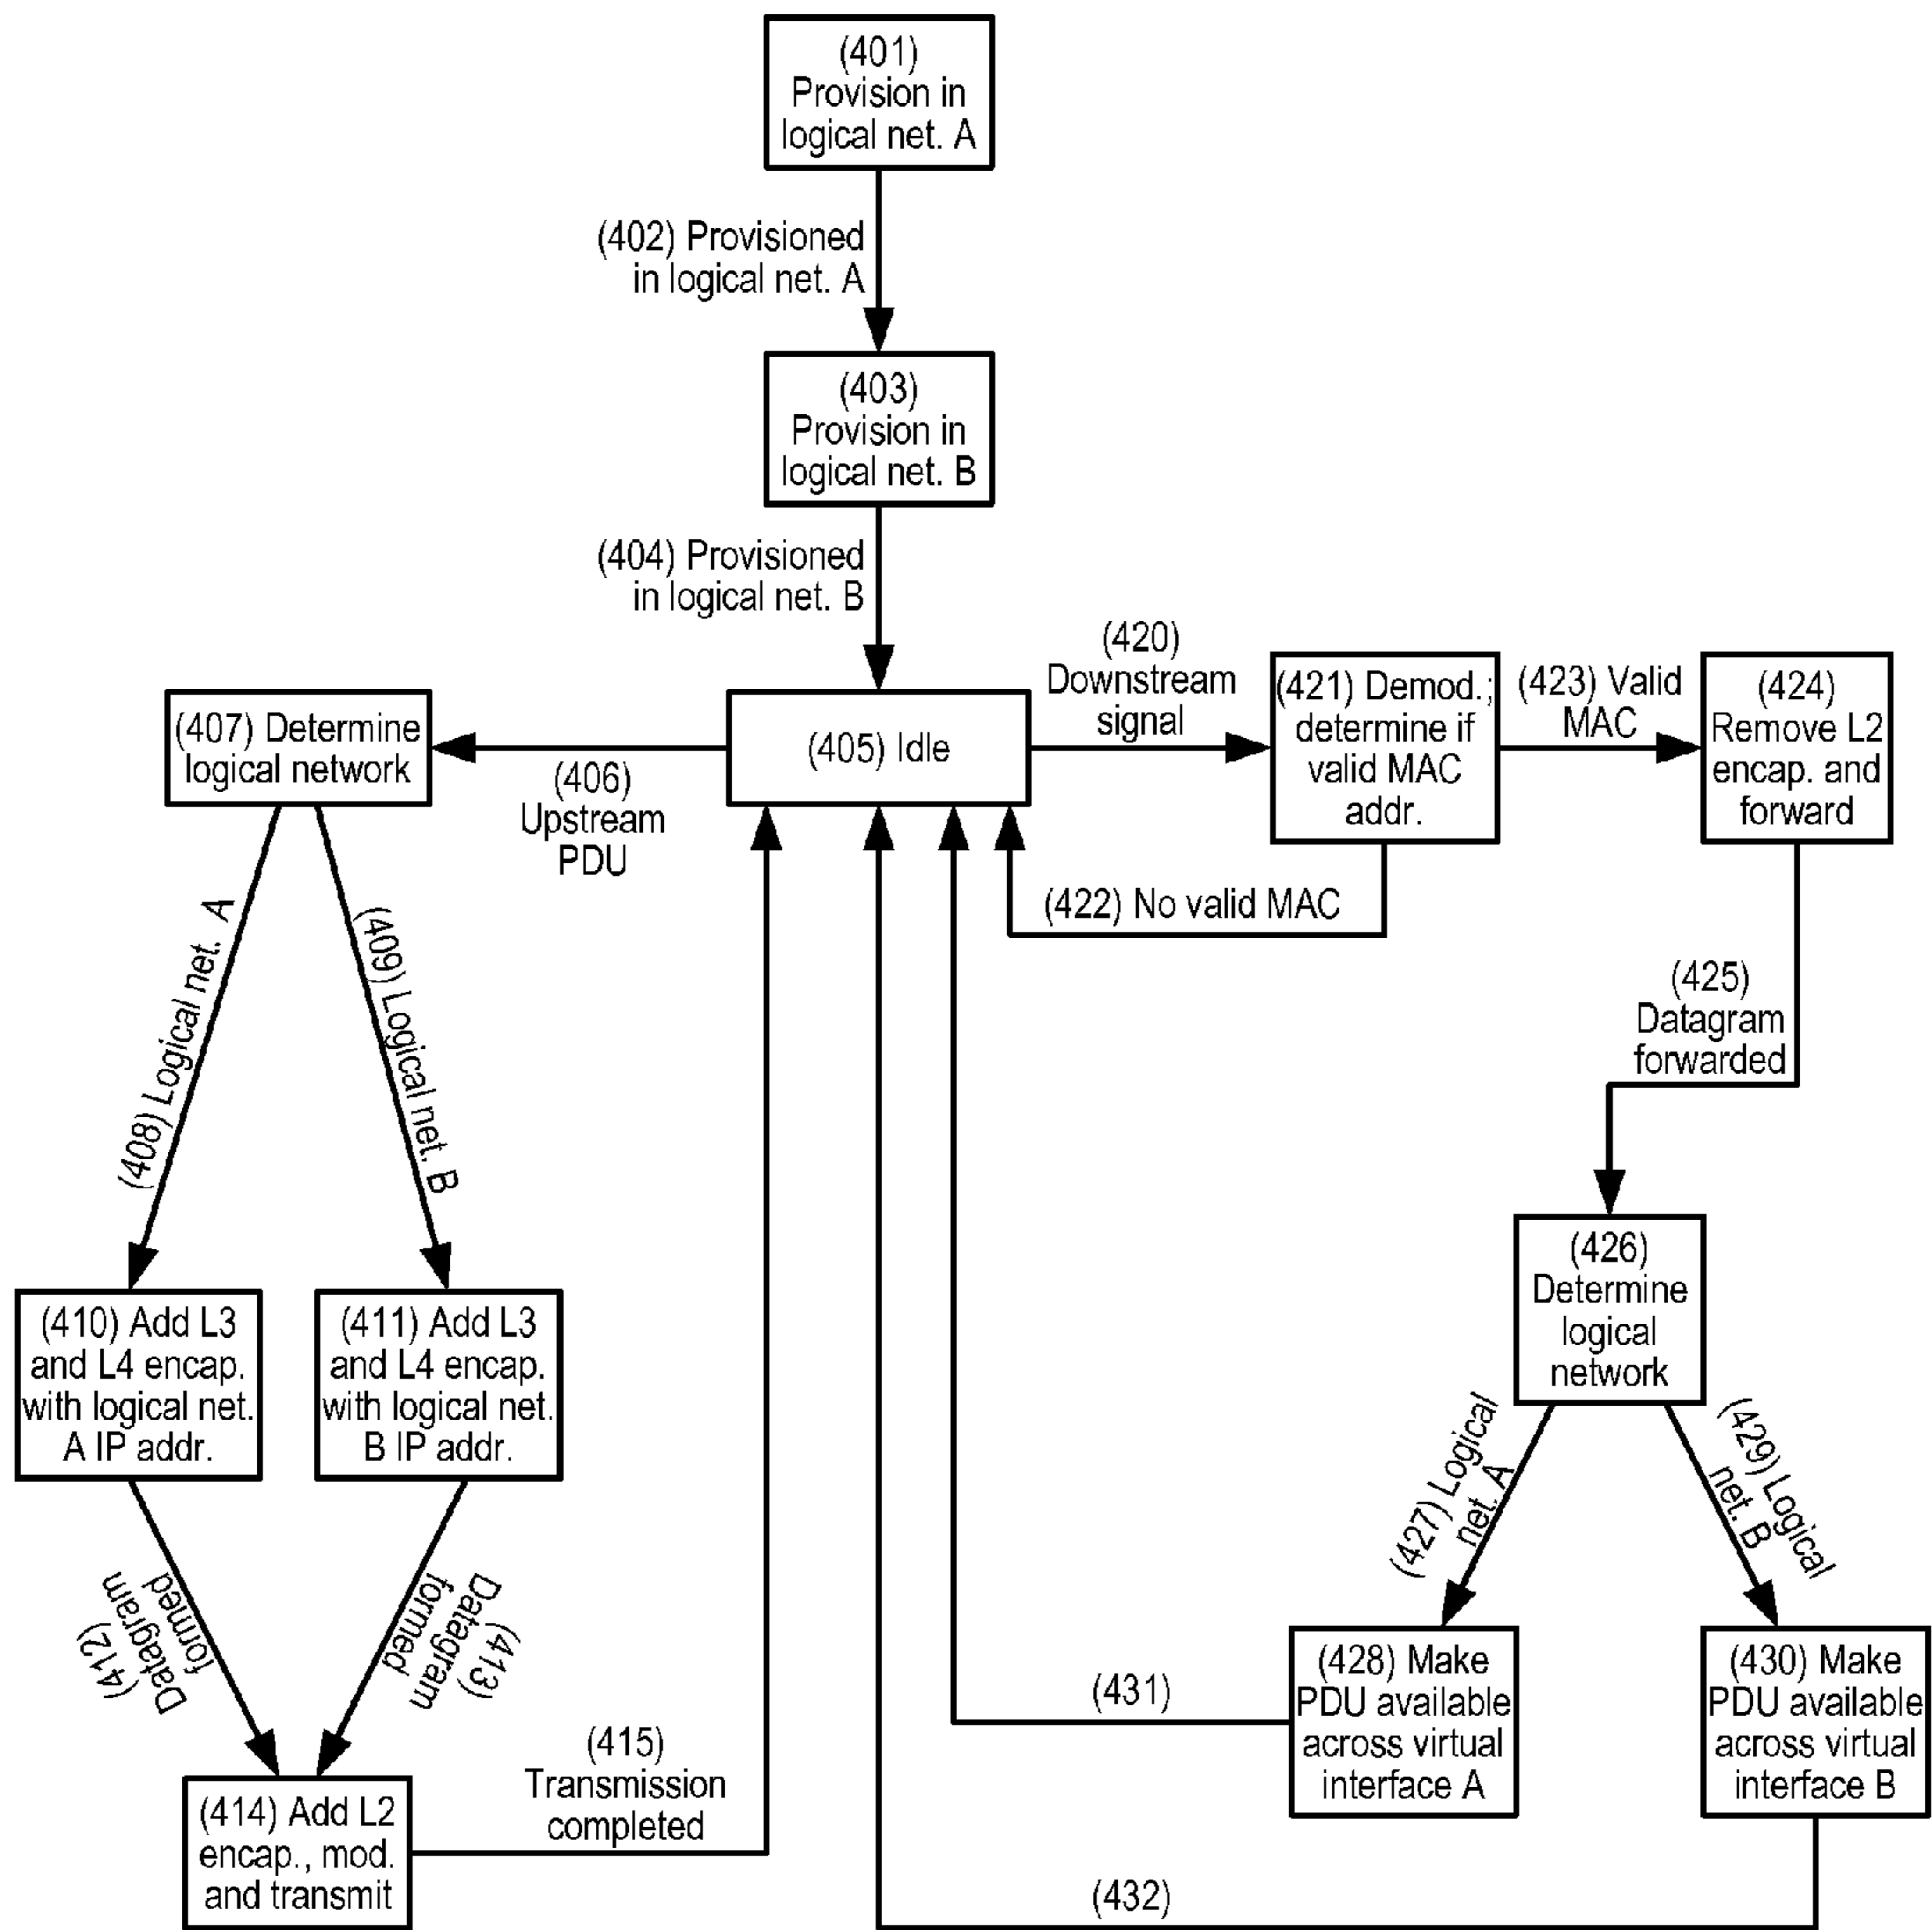 (401)
Provision in
logical net. A
(402) Provisioned
in logical net. A
(403)
Provision in
logical net. B
(404) Provisioned
in logical net. B
(405) Idle
(406)
Upstream
PDU
(407) Determine
logical network
(408) Logical net. A
(409) Logical net. B
(410) Add L3
and L4 encap.
with logical net.
A IP addr.
(411) Add L3
and L4 encap.
with logical net.
B IP addr.
(412)
Datagram
formed
(413)
Datagram
formed
(414) Add L2
encap., mod.
and transmit
(415)
Transmission
completed
(420)
Downstream
signal
(421) Demod.;
determine if
valid MAC
addr.
(422) No valid MAC
(423) Valid
MAC
(424)
Remove L2
encap. and
forward
(425)
Datagram
forwarded
(426)
Determine
logical
network
(427) Logical
net. A
(429) Logical
net. B
(428) Make
PDU available
across virtual
interface A
(430) Make
PDU available
across virtual
interface B
(431)
(432)